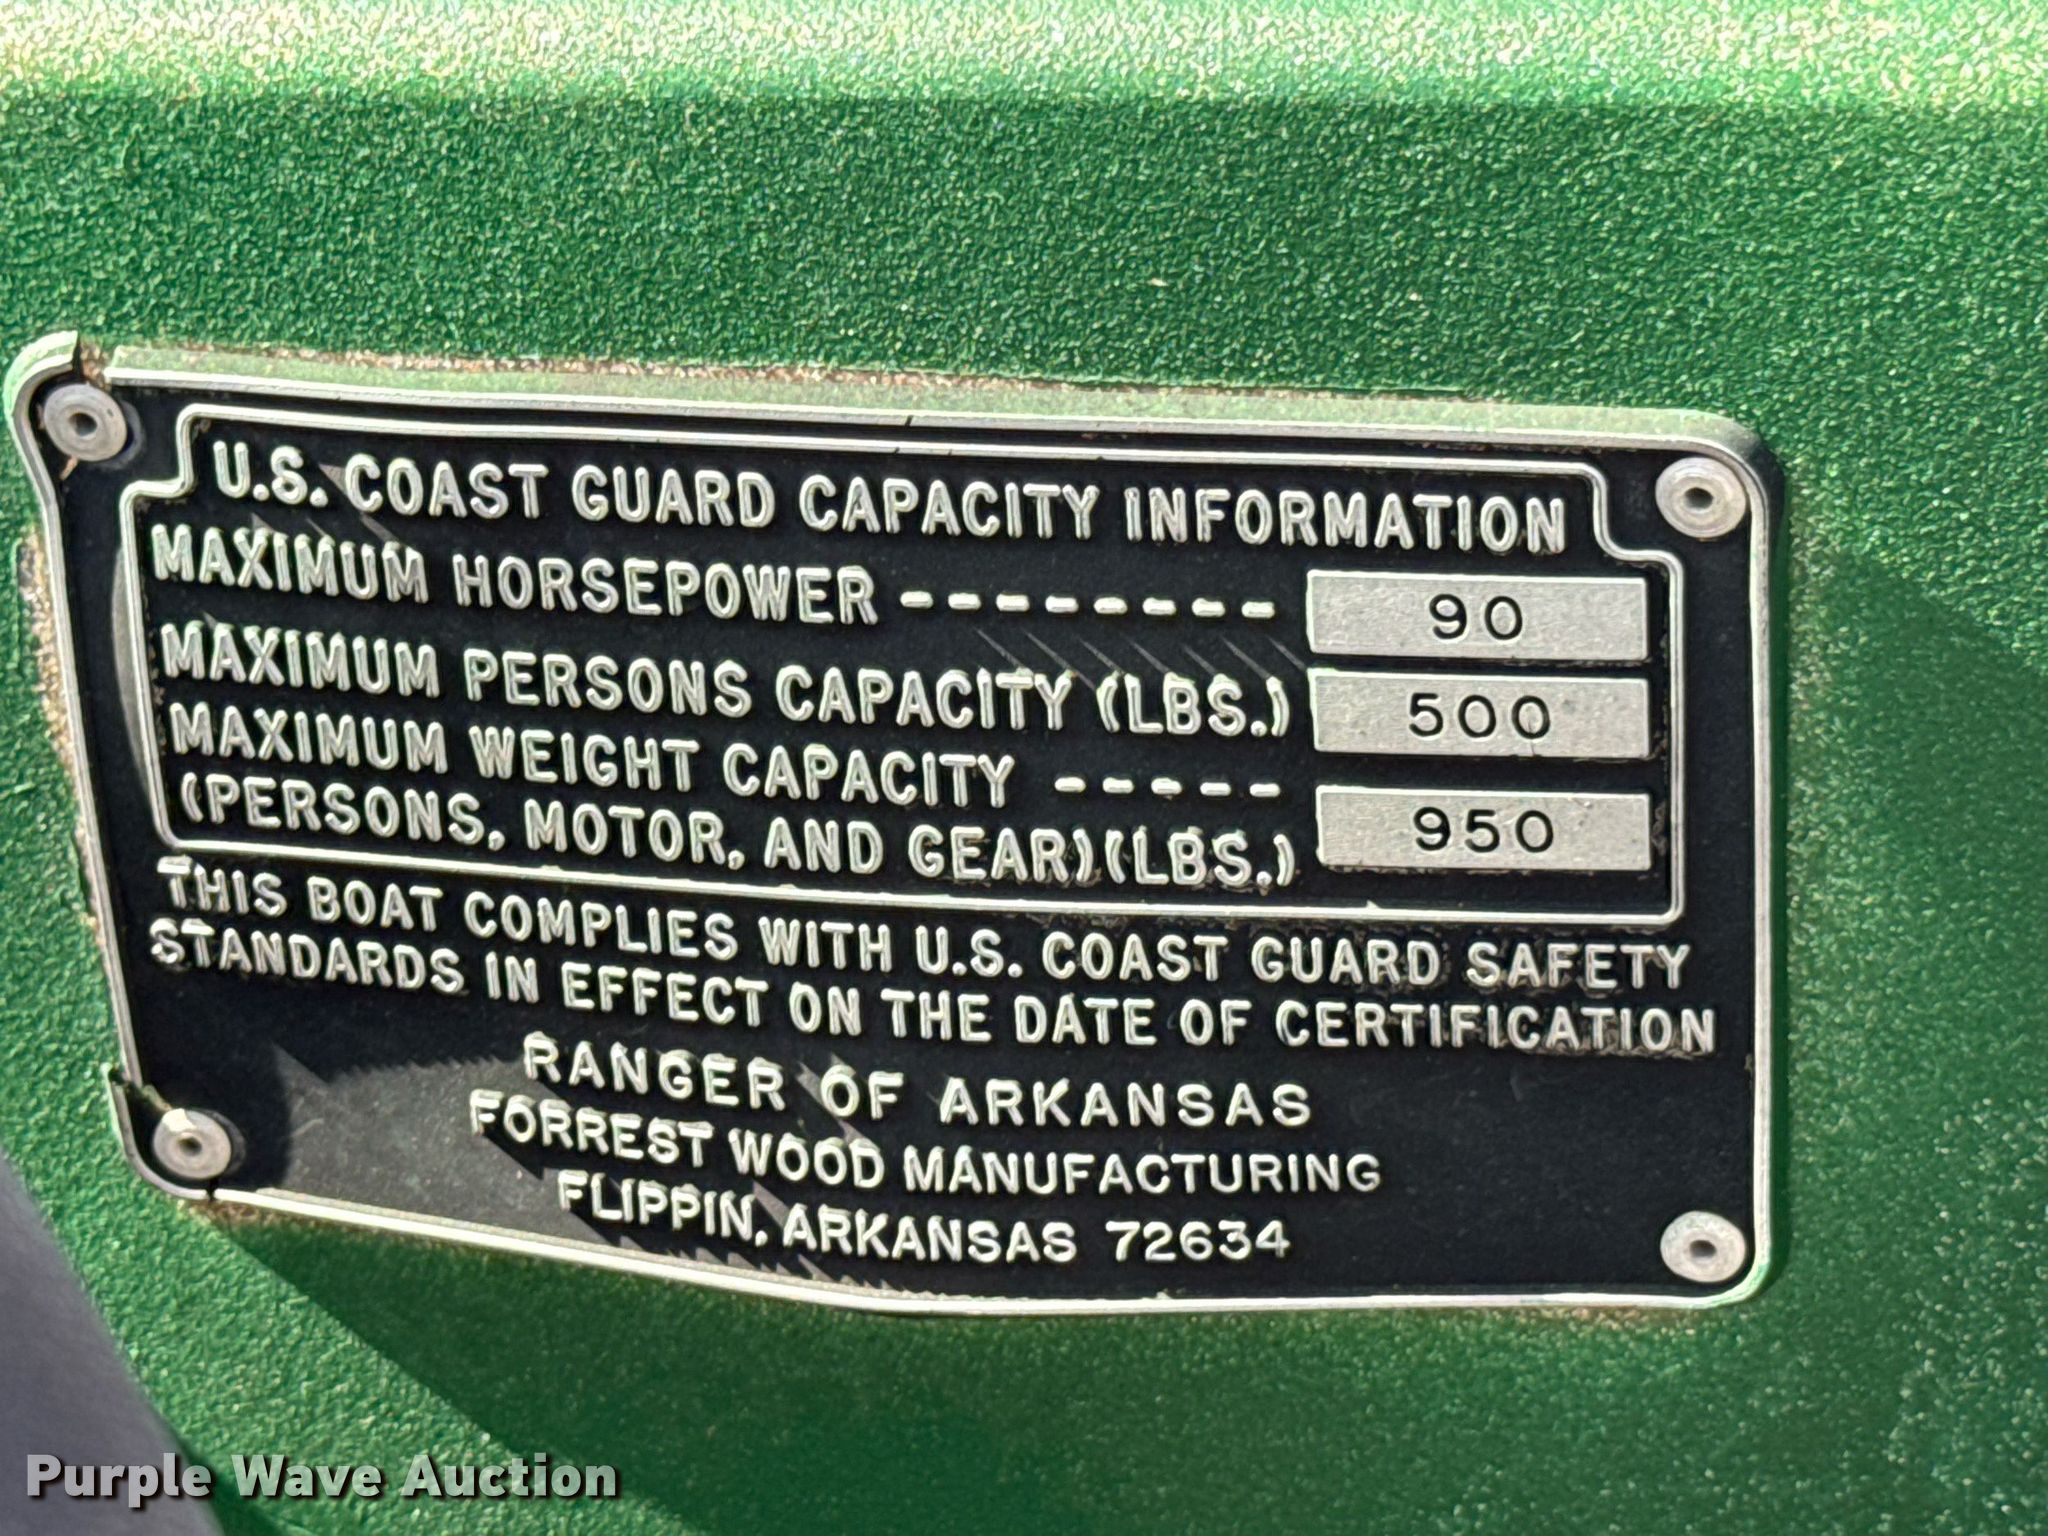 U.S. COAST GUARD CAPACITY INFORMATION
MAXIMUM HORSEPOWER -------- 90
MAXIMUM PERSONS CAPACITY (LBS.) 500
MAXIMUM WEIGHT CAPACITY -----
(PERSONS, MOTOR, AND GEAR)(LBS.) 950
THIS BOAT COMPLIES WITH U.S. COAST GUARD SAFETY
STANDARDS IN EFFECT ON THE DATE OF CERTIFICATION
RANGER OF ARKANSAS
FORREST WOOD MANUFACTURING
FLIPPIN, ARKANSAS 72634
Purple Wave Auction